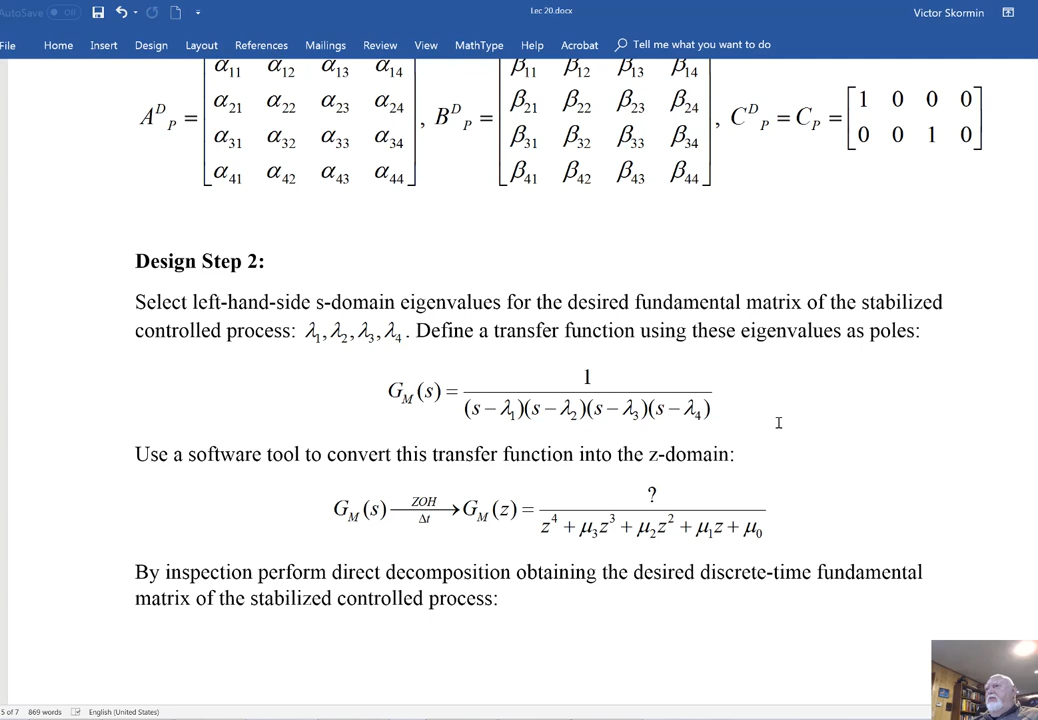 AutoSave Off Lec 20.docx Victor Skormin
File Home Insert Design Layout References Mailings Review View MathType Help Acrobat Tell me what you want to do
α11 α12 α13 α14 β11 β12 β13 β14
α21 α22 α23 α24 β21 β22 β23 β24 1 0 0 0
A^D_P = , B^D_P = , C^D_P = C_P =
α31 α32 α33 α34 β31 β32 β33 β34 0 0 1 0
α41 α42 α43 α44 β41 β42 β43 β44
Design Step 2:
Select left-hand-side s-domain eigenvalues for the desired fundamental matrix of the stabilized
controlled process: λ1, λ2, λ3, λ4. Define a transfer function using these eigenvalues as poles:
1
G_M(s) =
(s − λ1)(s − λ2)(s − λ3)(s − λ4)
Use a software tool to convert this transfer function into the z-domain:
?
G_M(s) ZOH Δt → G_M(z) =
z^4 + μ3z^3 + μ2z^2 + μ1z + μ0
By inspection perform direct decomposition obtaining the desired discrete-time fundamental
matrix of the stabilized controlled process:
5 of 7 869 words English (United States)